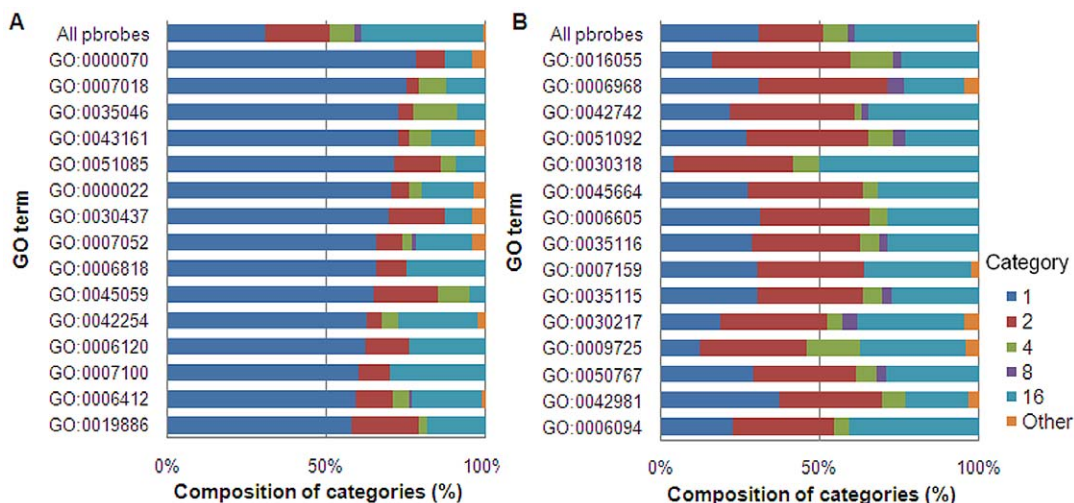 A
All pbrobes
GO:0000070
GO:0007018
GO:0035046
GO:0043161
GO:0051085
GO:0000022
GO:0030437
GO:0007052
GO:0006818
GO:0045059
GO:0042254
GO:0006120
GO:0007100
GO:0006412
GO:0019886
GO term
0%
50%
100%
Composition of categories (%)
B
All pbrobes
GO:0016055
GO:0006968
GO:0042742
GO:0051092
GO:0030318
GO:0045664
GO:0006605
GO:0035116
GO:0007159
GO:0035115
GO:0030217
GO:0009725
GO:0050767
GO:0042981
GO:0006094
GO term
0%
50%
100%
Composition of categories (%)
Category
1
2
4
8
16
Other